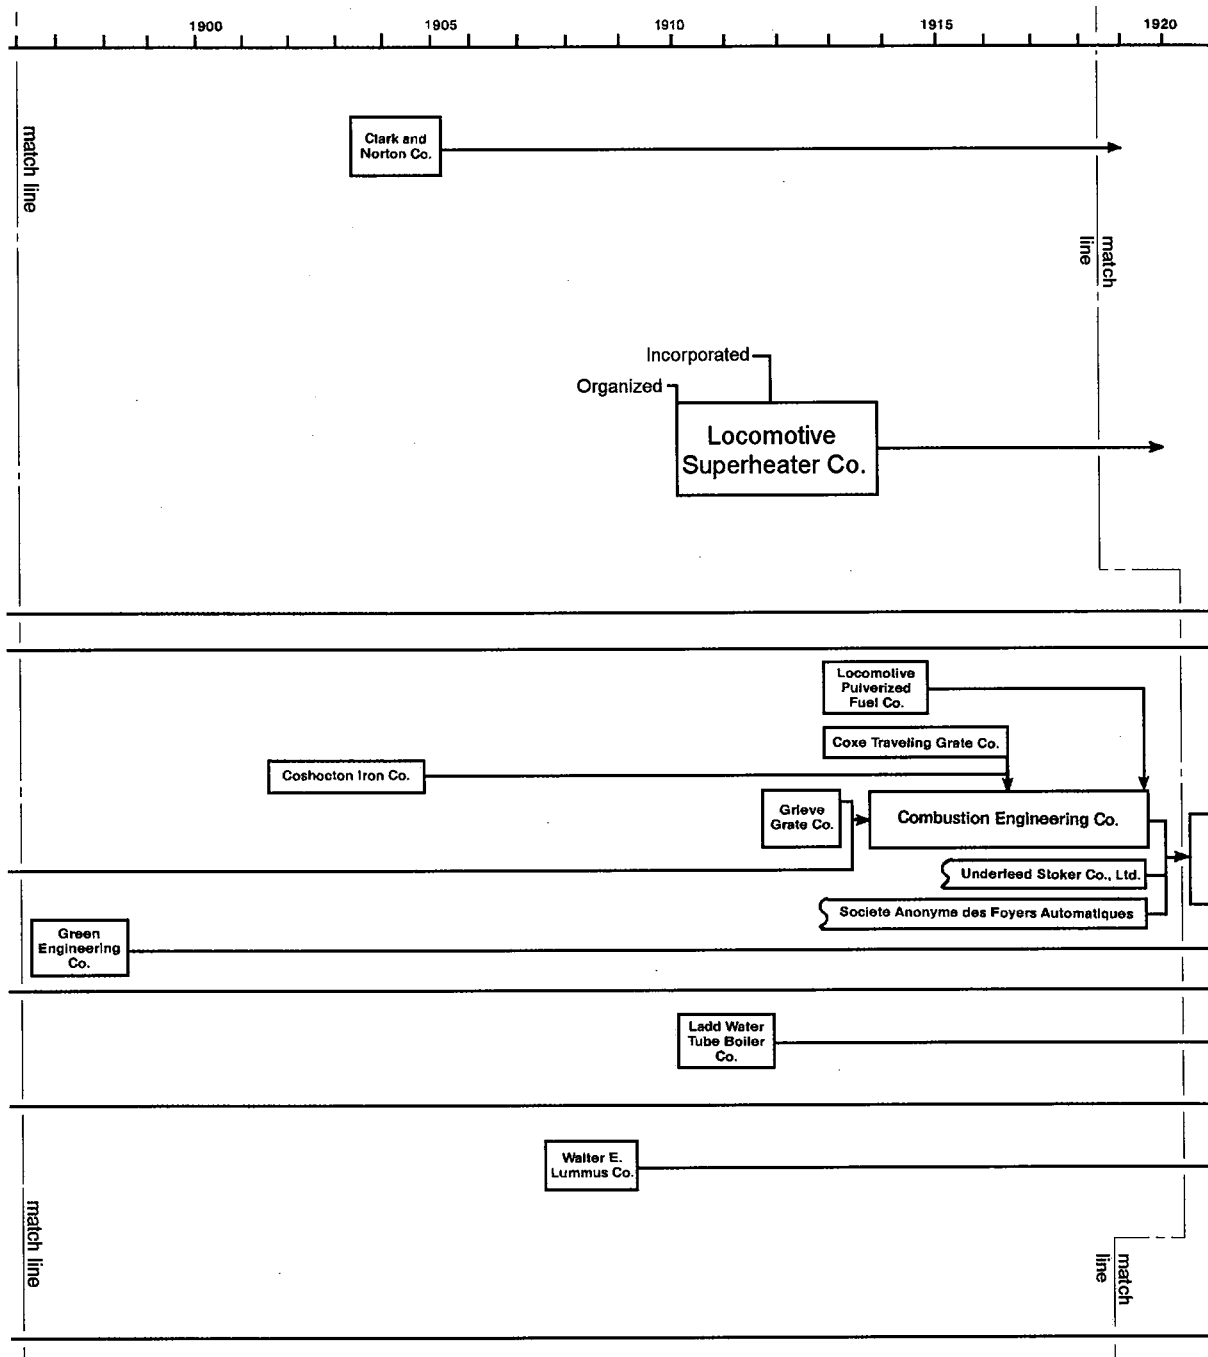 1900 1905 1910 1915 1920
match line
Clark and
Norton Co.
match
line
Incorporated
Organized
Locomotive
Superheater Co.
Locomotive
Pulverized
Fuel Co.
Coxe Traveling Grate Co.
Coshocton Iron Co.
Grieve
Grate Co.
Combustion Engineering Co.
Underfeed Stoker Co., Ltd.
Societe Anonyme des Foyers Automatiques
Green
Engineering
Co.
Ladd Water
Tube Boiler
Co.
Walter E.
Lummus Co.
match line
match
line